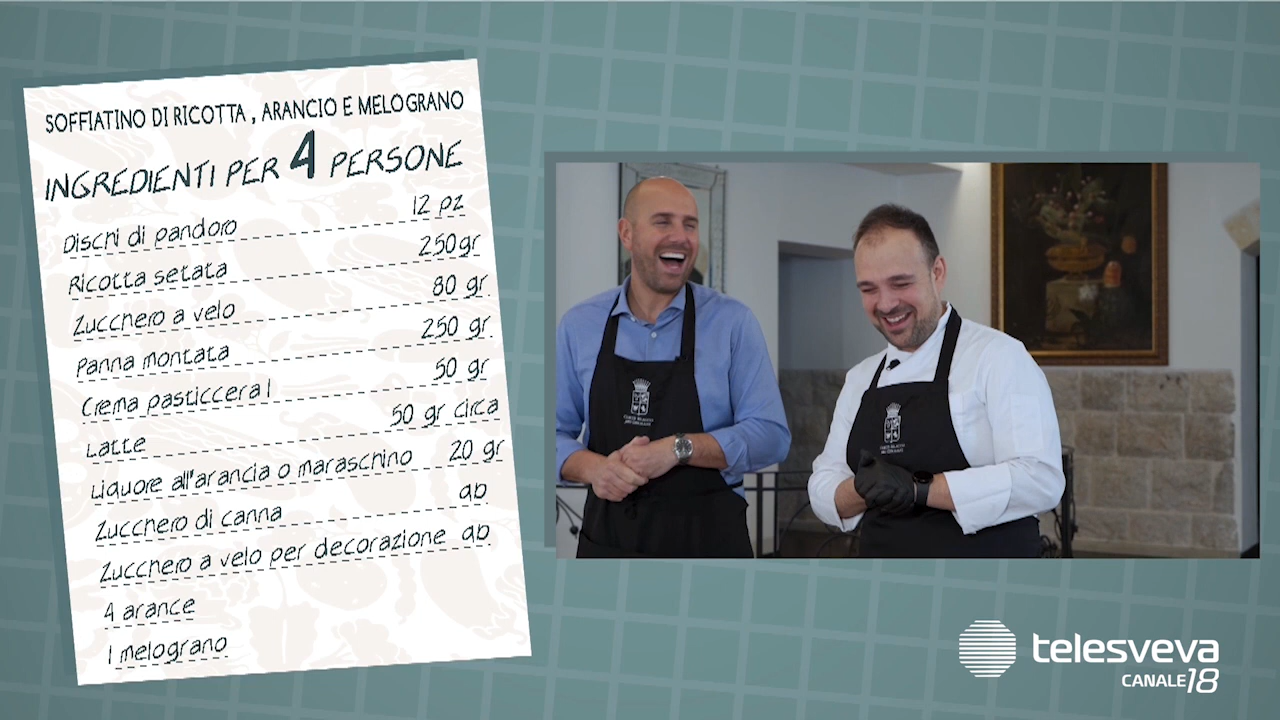 SOFFIATINO DI RICOTTA , ARANCIO E MELOGRANO
INGREDIENTI PER 4 PERSONE
Dischi di pandoro 12 pz
Ricotta setata 250gr
Zucchero a velo 80 gr
Panna montata 250 gr
Crema pasticcera l 50 gr
Latte 50 gr circa
Liquore all'arancia o maraschino 20 gr
Zucchero di canna qb
Zucchero a velo per decorazione qb
4 arance
1 melograno
telesveva
CANALE 18